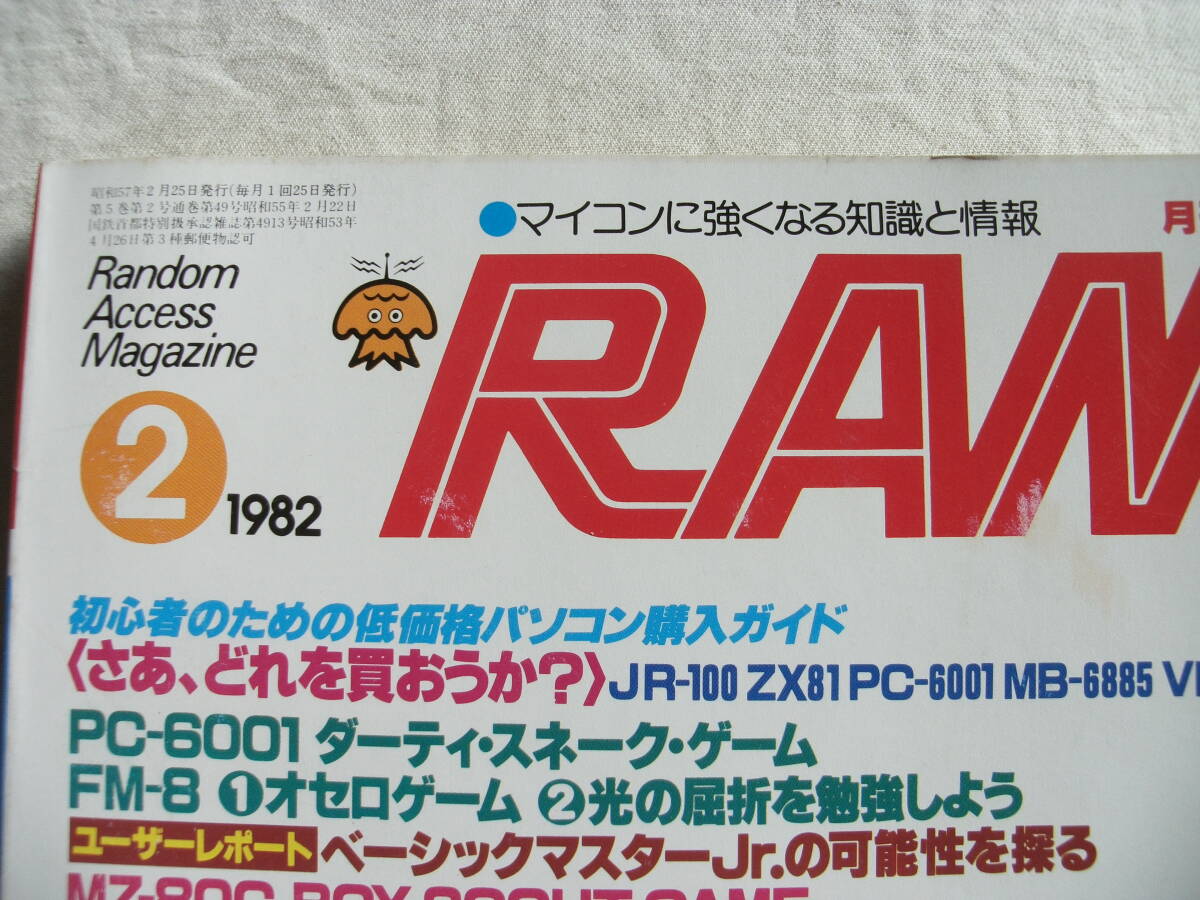 昭和57年2月25日発行(毎月1回25日発行)
第5巻第2号通巻第49号昭和55年2月22日
国鉄首都特別扱承認雑誌第4913号昭和53年
4月26日第3種郵便物認可
●マイコンに強くなる知識と情報
月
Random
Access
Magazine
RAM
2
1982
初心者のための低価格パソコン購入ガイド
〈さあ、どれを買おうか?〉JR-100 ZX81 PC-6001 MB-6885
PC-6001 ダーティ・スネーク・ゲーム
FM-8 ❶オセロゲーム ❷光の屈折を勉強しよう
ユーザーレポート ベーシックマスターJr.の可能性を探る
MZ-80C BOY SCOUT GAME